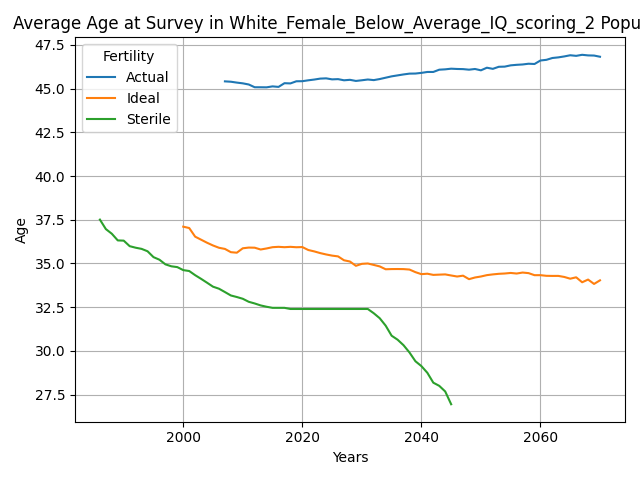 Average Age at Survey in White_Female_Below_Average_IQ_scoring_2 Popu
Fertility
Actual
Ideal
Sterile
47.5
45.0
42.5
40.0
37.5
35.0
32.5
30.0
27.5
Age
2000 2020 2040 2060
Years